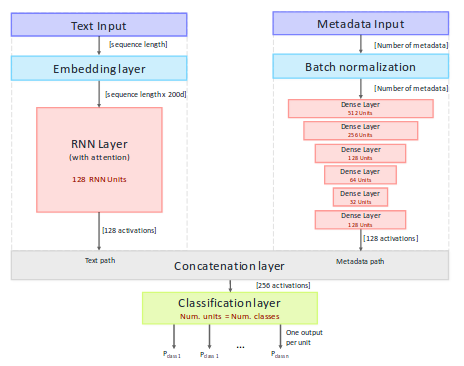 Text Input
[sequence length]
Embedding layer
[sequence length x 200d]
RNN Layer
(with attention)
128 RNN Units
[128 activations]
Text path
Metadata Input
[Number of metadata]
Batch normalization
[Number of metadata]
Dense Layer
512 Units
Dense Layer
256 Units
Dense Layer
128 Units
Dense Layer
64 Units
Dense Layer
32 Units
Dense Layer
128 Units
[128 activations]
Metadata path
Concatenation layer
[256 activations]
Classification layer
Num. units = Num. classes
One output
per unit
...
Pclass1
Pclass1
Pclassn